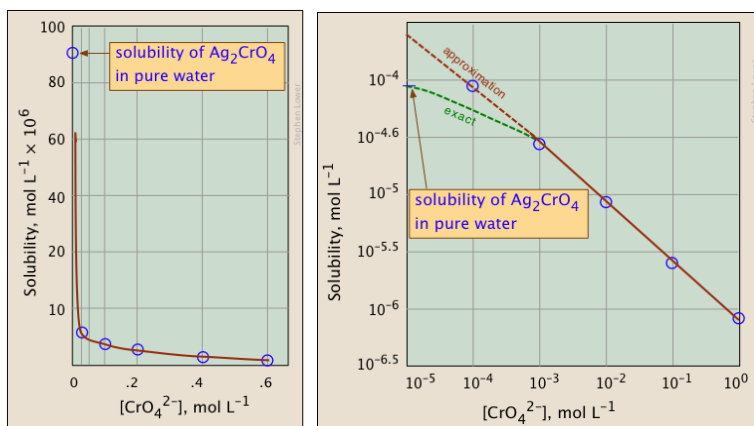 100
80
60
40
20
10
0
.2
.4
.6
Solubility, mol L⁻¹ × 10⁶
[CrO₄²⁻], mol L⁻¹
solubility of Ag₂CrO₄
in pure water
Stephen Lower
10⁻⁴
10⁻⁴·⁶
10⁻⁵
10⁻⁵·⁵
10⁻⁶
10⁻⁶·⁵
10⁻⁵
10⁻⁴
10⁻³
10⁻²
10⁻¹
10⁰
Solubility, mol L⁻¹
[CrO₄²⁻], mol L⁻¹
approximation
exact
solubility of Ag₂CrO₄
in pure water